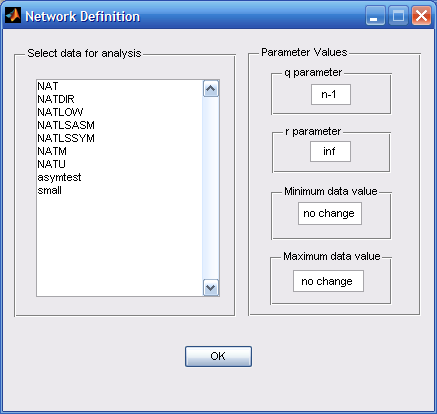 Network Definition
Select data for analysis
NAT
NATDIR
NATLOW
NATLSASM
NATLSSYM
NATM
NATU
asymtest
small
Parameter Values
q parameter
n-1
r parameter
inf
Minimum data value
no change
Maximum data value
no change
OK